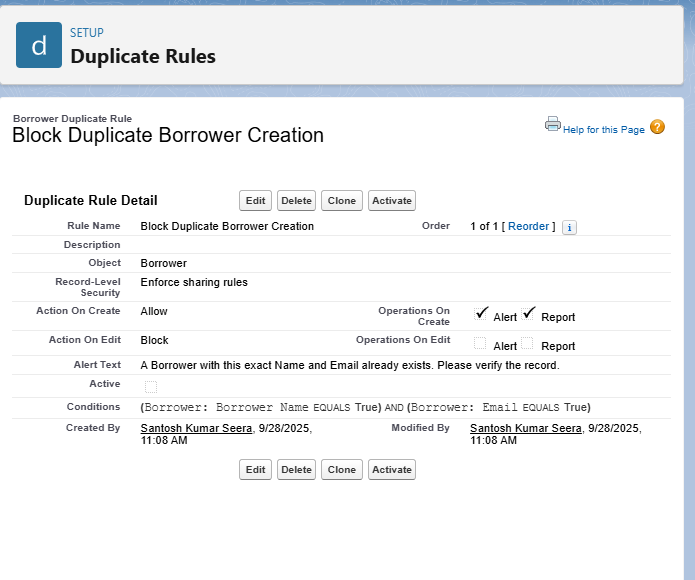 d
SETUP
Duplicate Rules
Borrower Duplicate Rule
Block Duplicate Borrower Creation
Help for this Page ?
Duplicate Rule Detail
Edit Delete Clone Activate
Rule Name Block Duplicate Borrower Creation Order 1 of 1 [ Reorder ] i
Description
Object Borrower
Record-Level
Security
Enforce sharing rules
Action On Create Allow
Operations On
Create
Alert Report
Action On Edit Block Operations On Edit Alert Report
Alert Text A Borrower with this exact Name and Email already exists. Please verify the record.
Active
Conditions (Borrower: Borrower Name EQUALS True) AND (Borrower: Email EQUALS True)
Created By Santosh Kumar Seera, 9/28/2025,
11:08 AM
Modified By Santosh Kumar Seera, 9/28/2025,
11:08 AM
Edit Delete Clone Activate